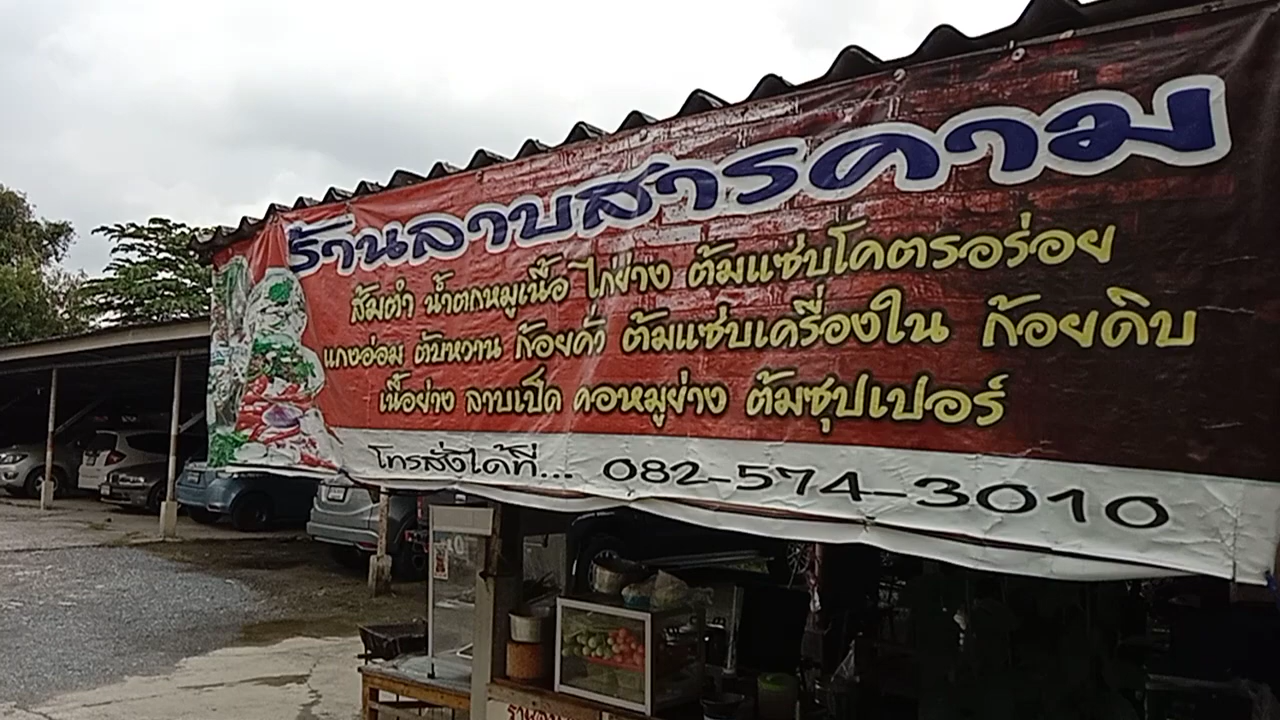 ร้านลาบสารคาม
ส้มตำ น้ำตกหมูเนื้อ ไก่ย่าง ต้มแซ่บโคตรอร่อย
แกงอ่อม ตับหวาน ก้อยคั่ว ต้มแซ่บเครื่องใน ก้อยดิบ
เนื้อย่าง ลาบเป็ด คอหมูย่าง ต้มซุปเปอร์
โทรสั่งได้ที่... 082-574-3010